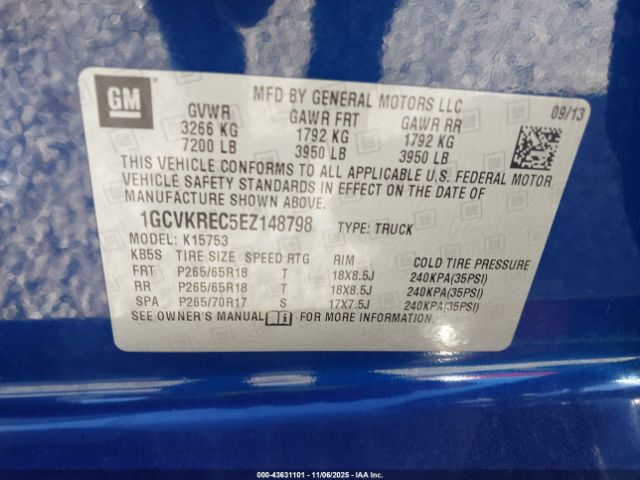 GM
MFD BY GENERAL MOTORS LLC
09/13
GVWR GAWR FRT GAWR RR
3266 KG 1792 KG 1792 KG
7200 LB 3950 LB 3950 LB
THIS VEHICLE CONFORMS TO ALL APPLICABLE U.S. FEDERAL MOTOR
VEHICLE SAFETY STANDARDS IN EFFECT ON THE DATE OF
MANUFACTURE SHOWN ABOVE.
1GCVKREC5EZ148798 TYPE: TRUCK
MODEL: K15753
KB5S TIRE SIZE SPEED RTG RIM COLD TIRE PRESSURE
FRT P265/65R18 T 18X8.5J 240KPA(35PSI)
RR P265/65R18 T 18X8.5J 240KPA(35PSI)
SPA P265/70R17 S 17X7.5J 240KPA(35PSI)
SEE OWNER'S MANUAL FOR MORE INFORMATION.
000-43631101 - 11/06/2025 - IAAI.CA